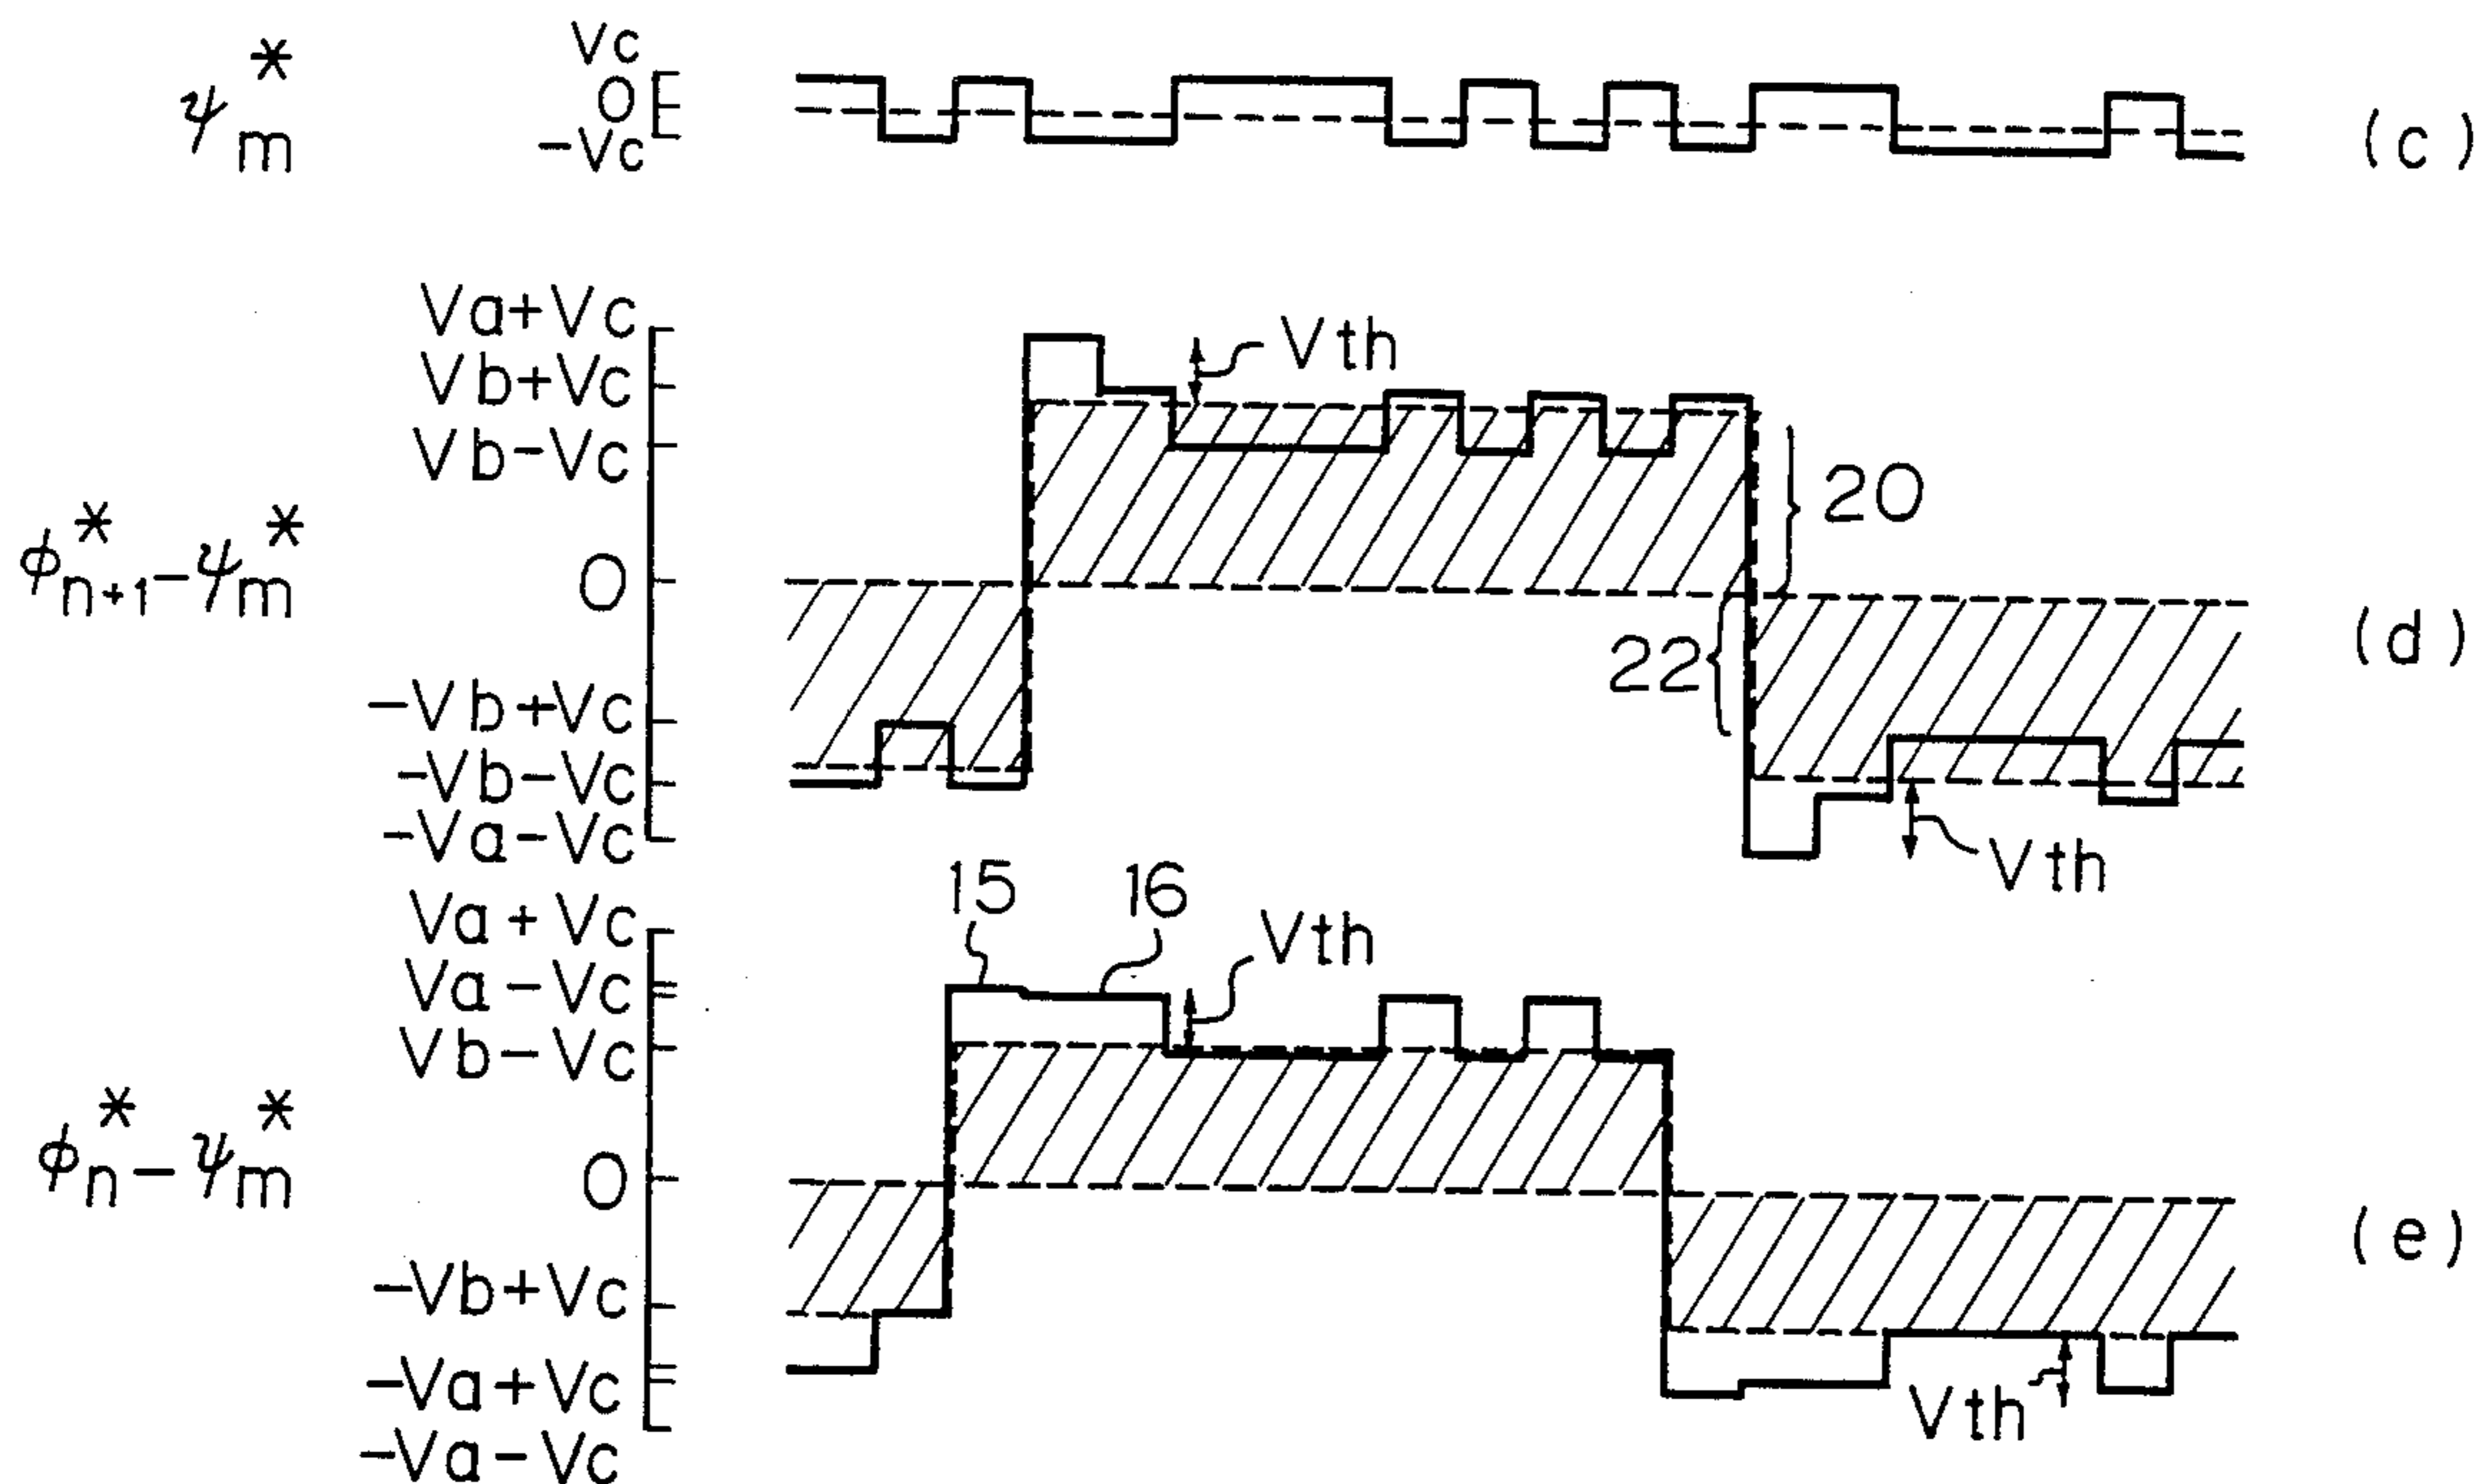 ψm*
Vc
0
-Vc
(c)
Va+Vc
Vb+Vc
Vb-Vc
0
-Vb+Vc
-Vb-Vc
-Va-Vc
φn+1*-ψm*
Vth
20
22
Vth
(d)
Va+Vc
Va-Vc
Vb-Vc
0
-Vb+Vc
-Va+Vc
-Va-Vc
φn*-ψm*
15
16
Vth
Vth
(e)